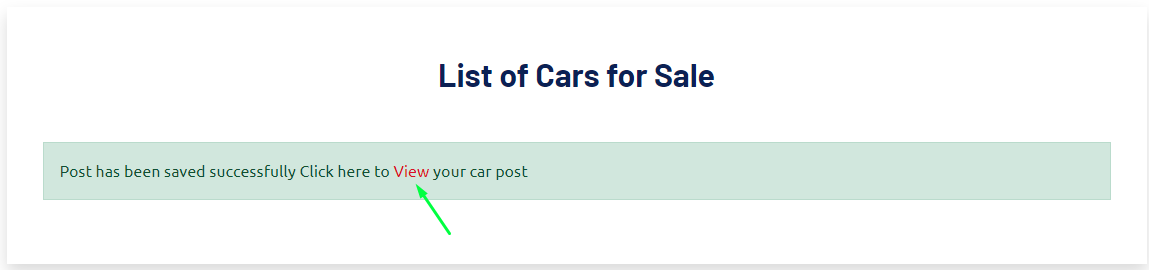 List of Cars for Sale
Post has been saved successfully Click here to View your car post